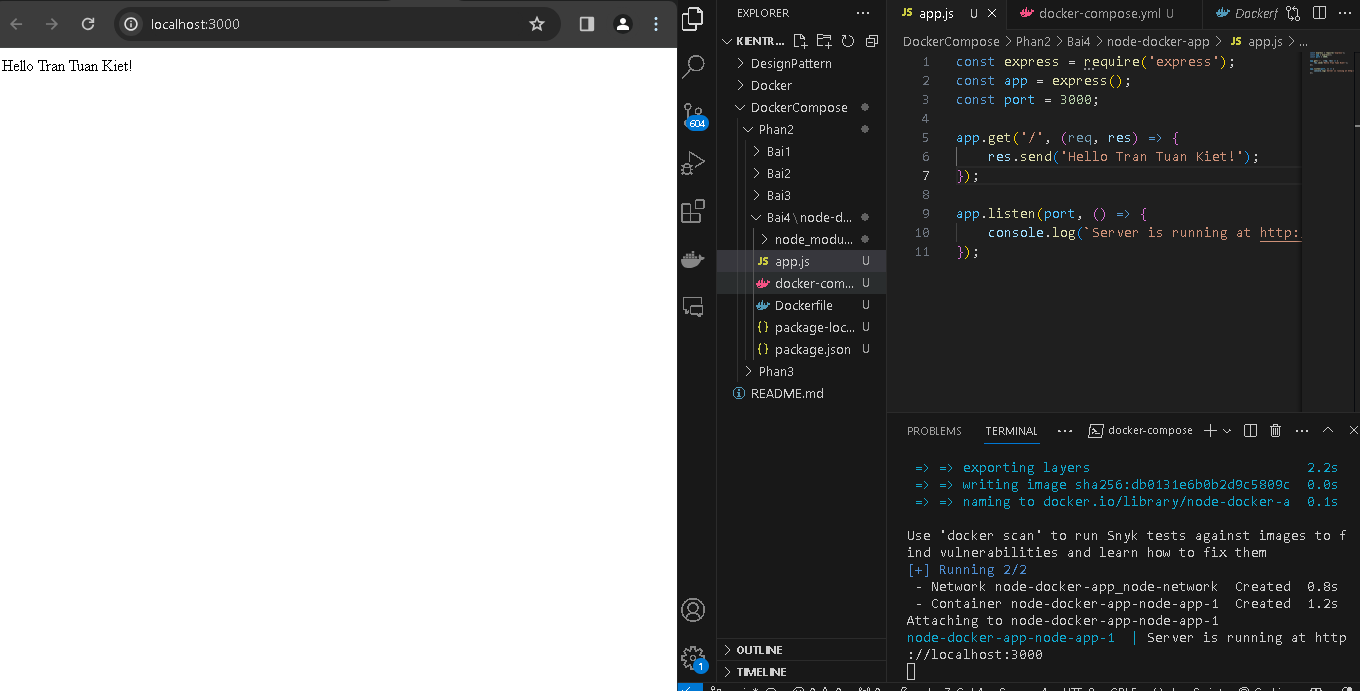 localhost:3000
Hello Tran Tuan Kiet!
EXPLORER
KIENTR...
DesignPattern
Docker
DockerCompose
Phan2
Bai1
Bai2
Bai3
Bai4\node-d...
node_modu...
JS app.js U
docker-com... U
Dockerfile U
{} package-loc... U
{} package.json U
Phan3
README.md
OUTLINE
TIMELINE
604
1
JS app.js U
docker-compose.yml U
Dockerf
DockerCompose > Phan2 > Bai4 > node-docker-app > JS app.js > ...
1 const express = require('express');
2 const app = express();
3 const port = 3000;
4
5 app.get('/', (req, res) => {
6 res.send('Hello Tran Tuan Kiet!');
7 });
8
9 app.listen(port, () => {
10 console.log(`Server is running at http:
11 });
PROBLEMS TERMINAL ... docker-compose
=> => exporting layers 2.2s
=> => writing image sha256:db0131e6b0b2d9c5809c 0.0s
=> => naming to docker.io/library/node-docker-a 0.1s
Use 'docker scan' to run Snyk tests against images to f
ind vulnerabilities and learn how to fix them
[+] Running 2/2
- Network node-docker-app_node-network Created 0.8s
- Container node-docker-app-node-app-1 Created 1.2s
Attaching to node-docker-app-node-app-1
node-docker-app-node-app-1 | Server is running at http
://localhost:3000